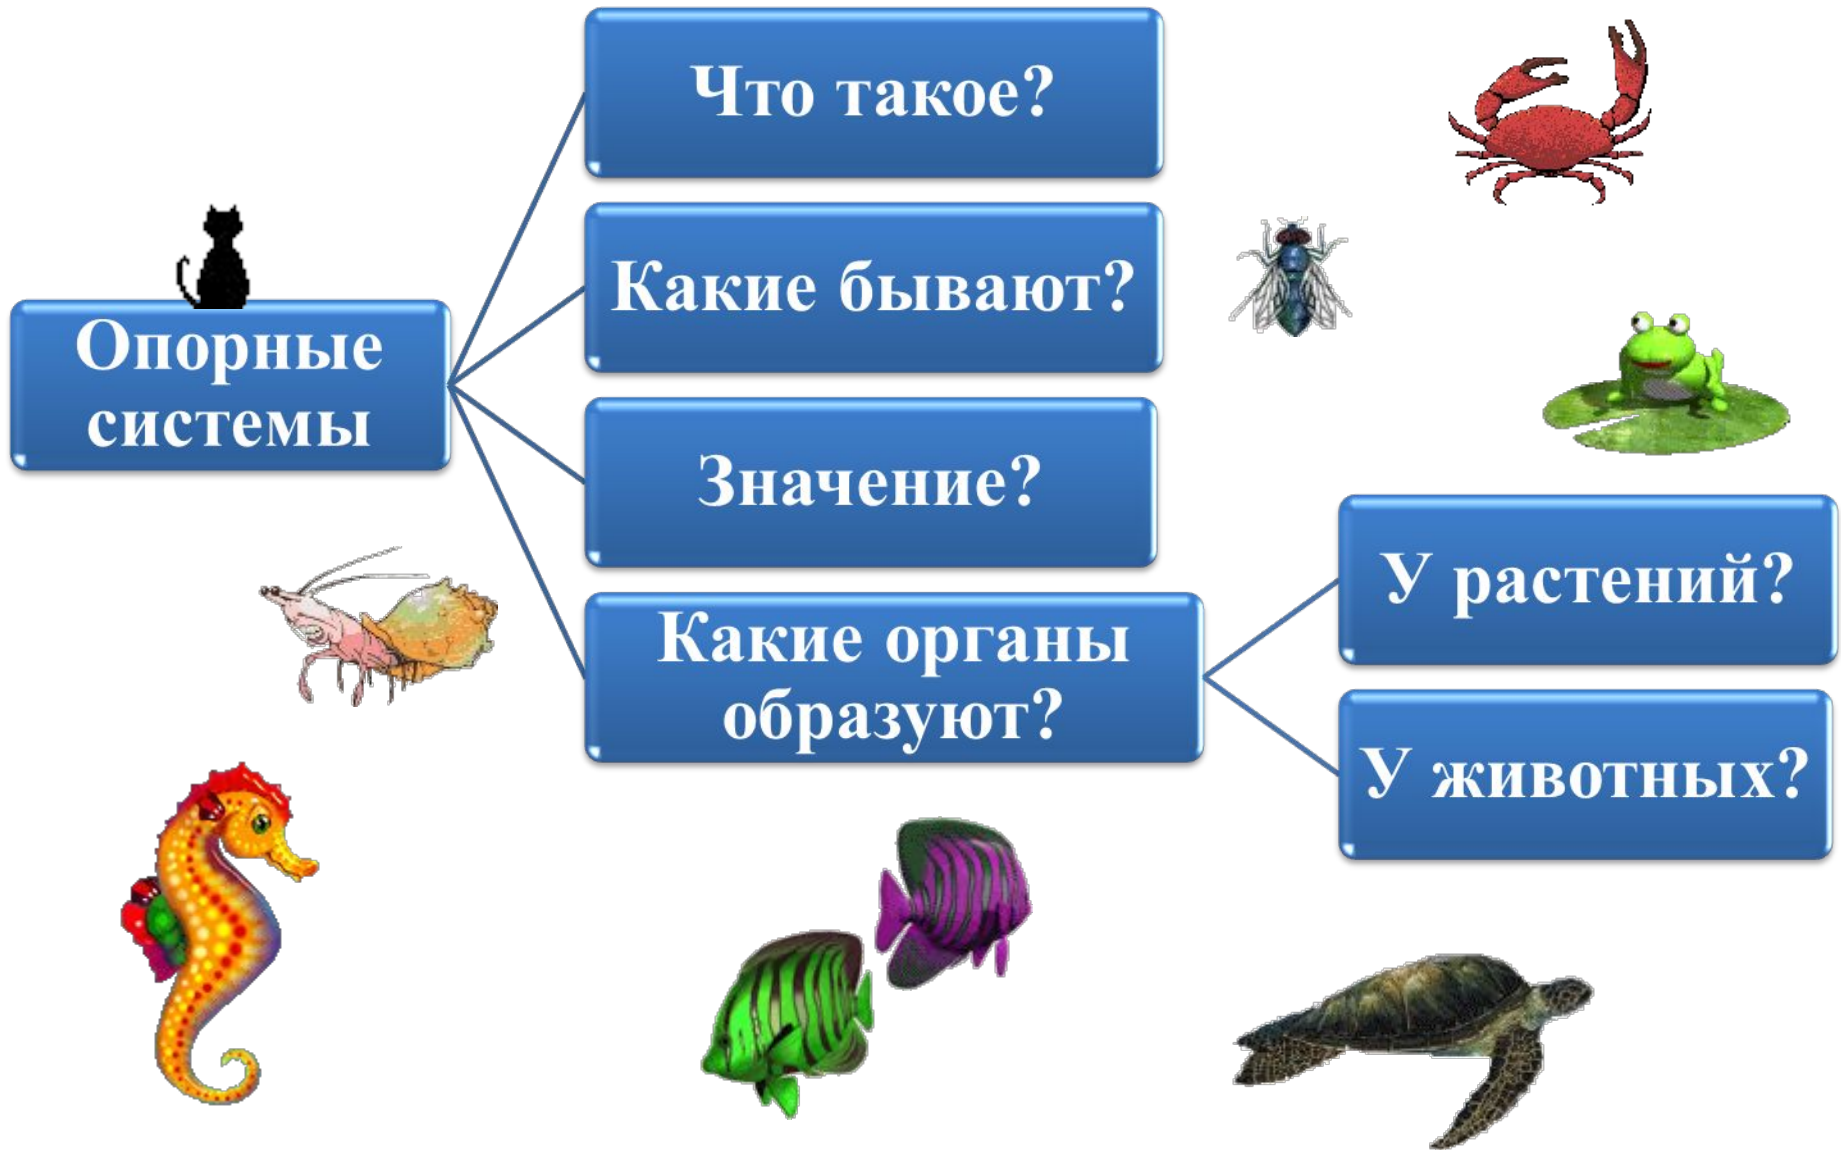 Опорные
системы
Что такое?
Какие бывают?
Значение?
Какие органы
образуют?
У растений?
У животных?